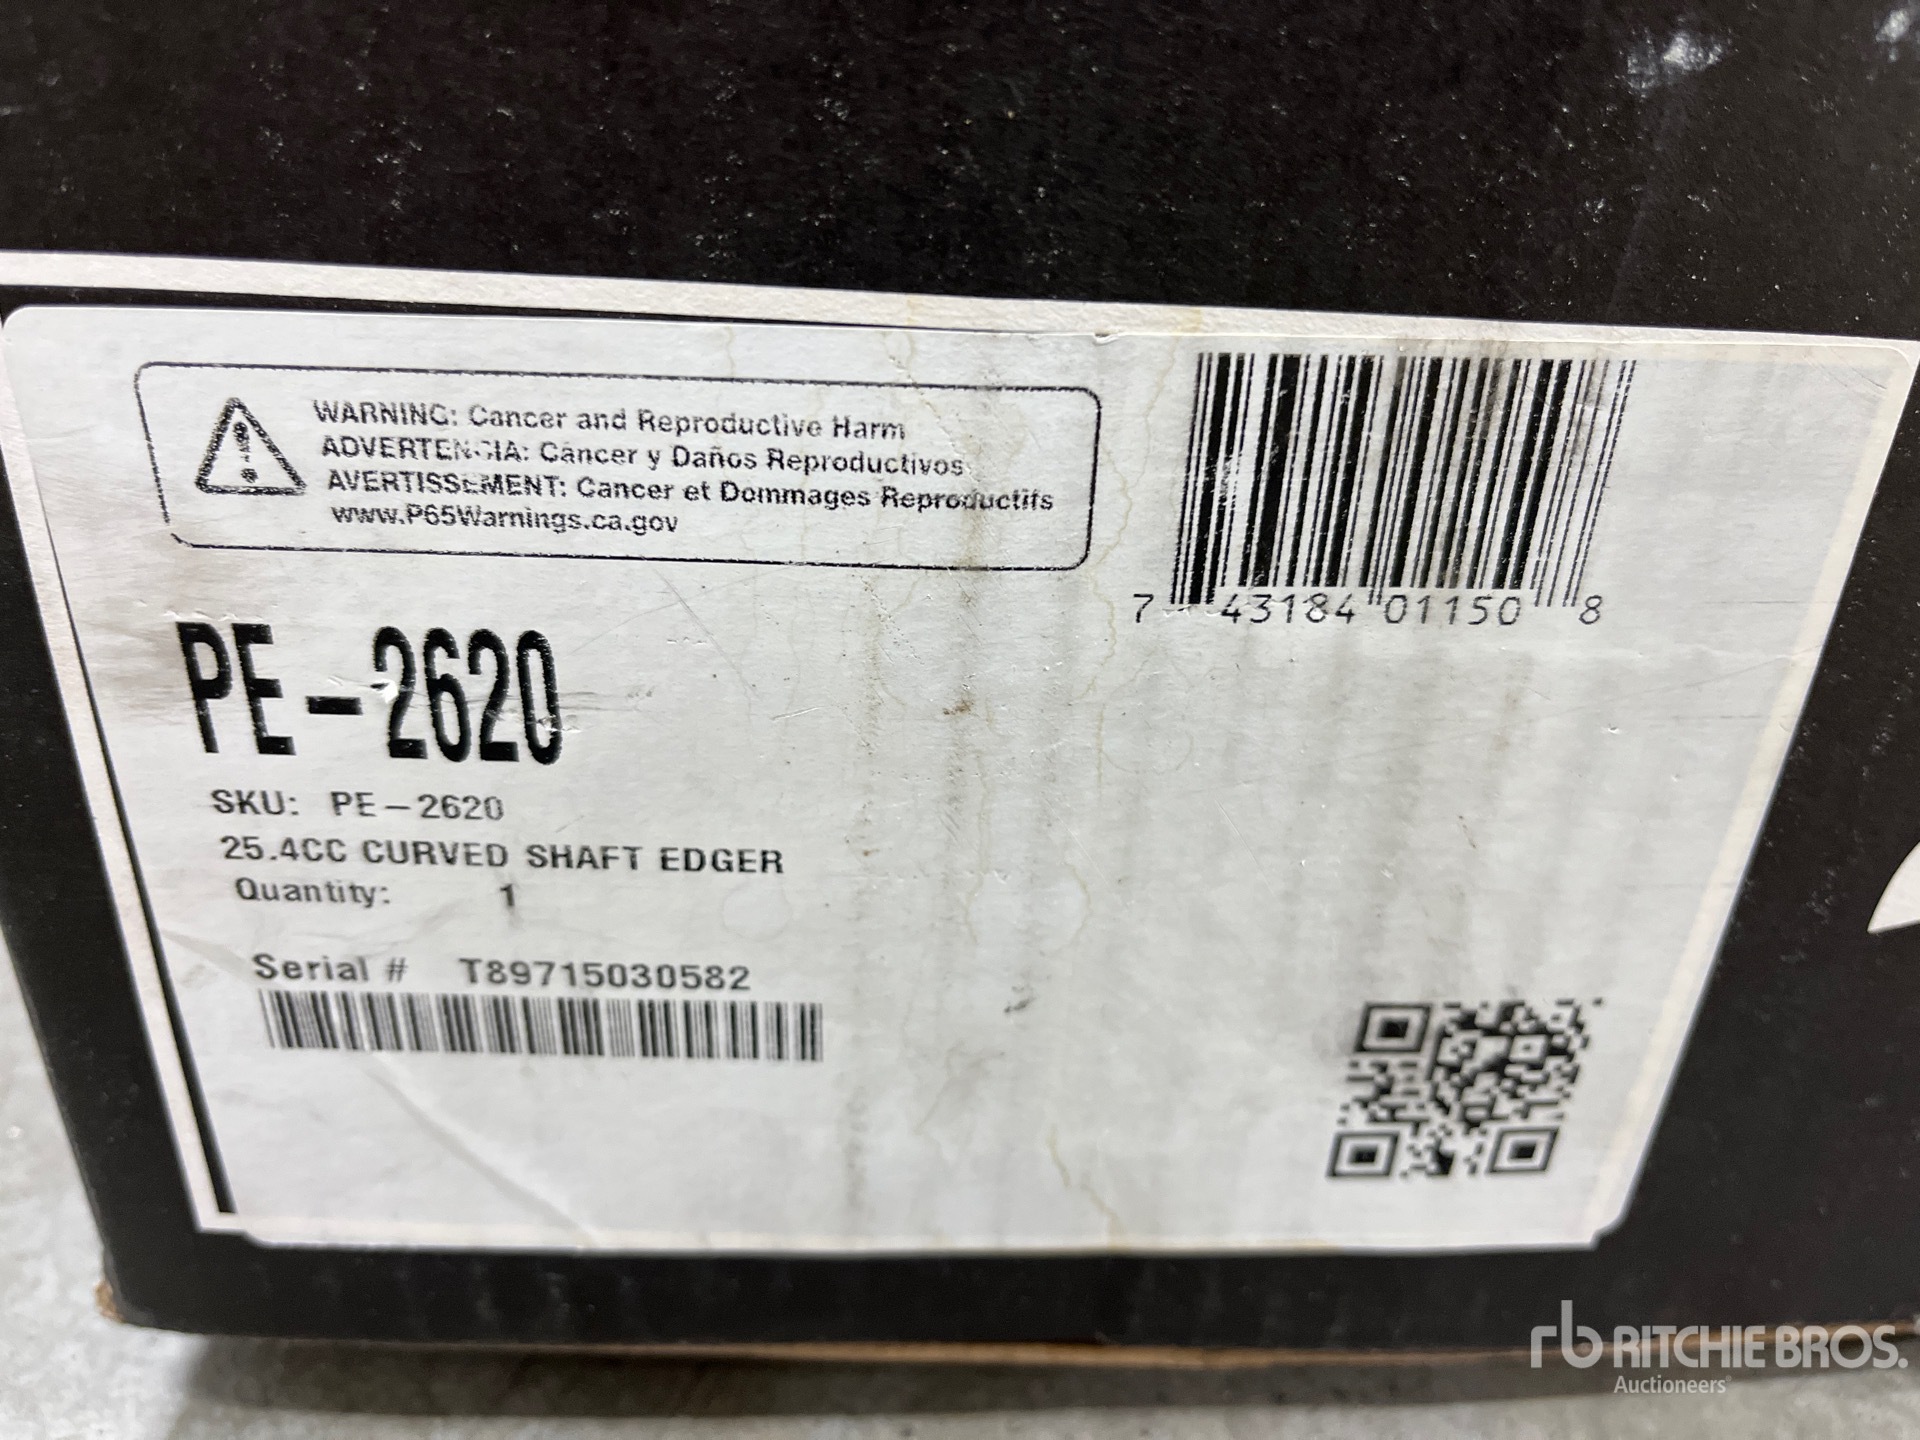 WARNING: Cancer and Reproductive Harm
ADVERTENCIA: Cáncer y Daños Reproductivos
AVERTISSEMENT: Cancer et Dommages Reproductifs
www.P65Warnings.ca.gov
7 43184 01150 8
PE-2620
SKU: PE-2620
25.4CC CURVED SHAFT EDGER
Quantity: 1
Serial # T89715030582
rb RITCHIE BROS.
Auctioneers